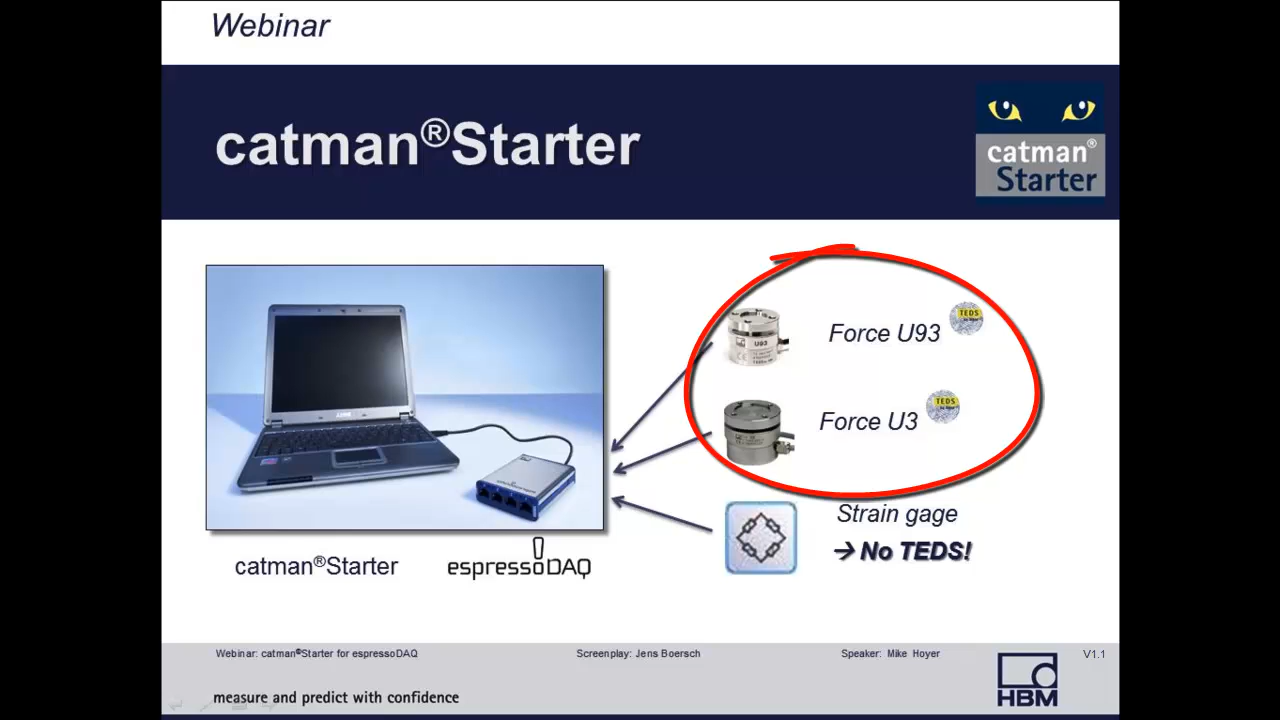 Webinar
catman®Starter
catman®
Starter
U93
TEDS
Force U93
TEDS
Force U3
Strain gage
→ No TEDS!
catman®Starter
espressoDAQ
Webinar: catman®Starter for espressoDAQ
Screenplay: Jens Boersch
Speaker: Mike Hoyer
V1.1
measure and predict with confidence
HBM